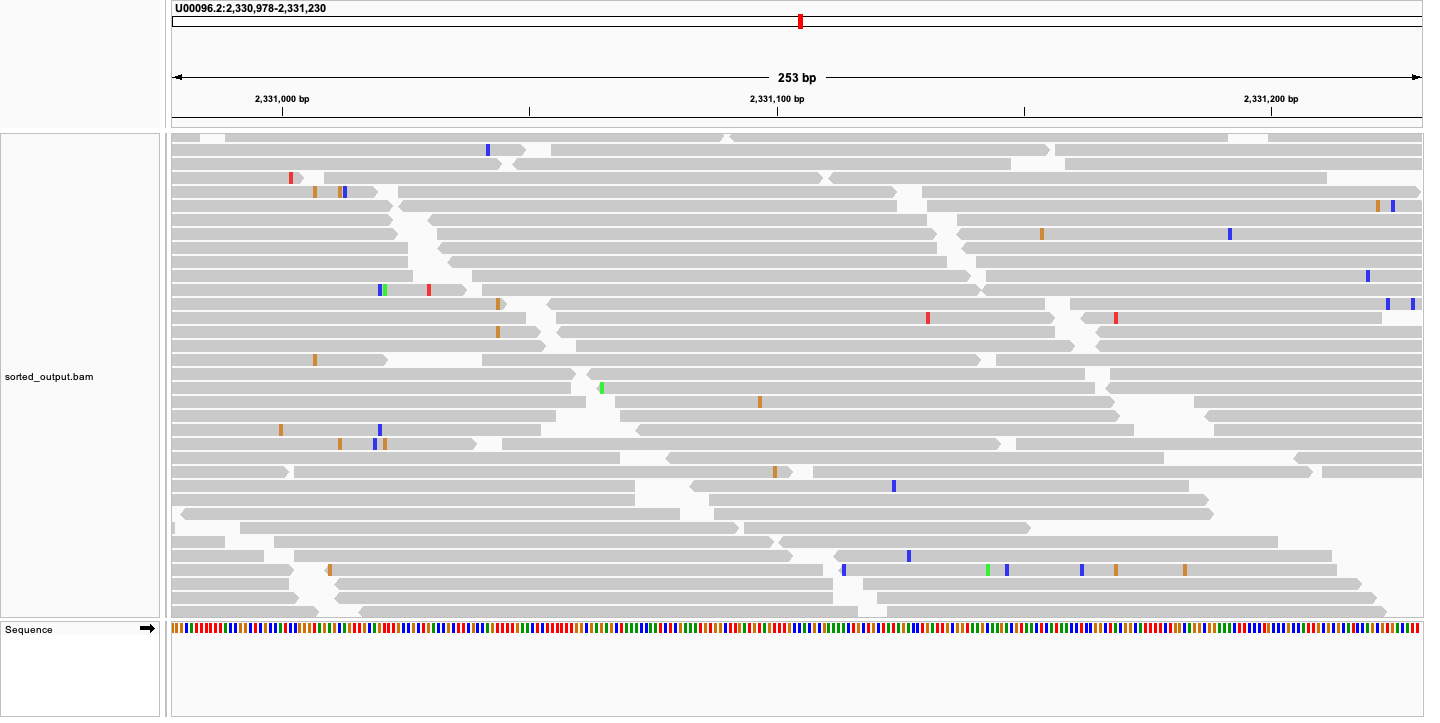 U00096.2:2,330,978-2,331,230
253 bp
2,331,000 bp
2,331,100 bp
2,331,200 bp
sorted_output.bam
Sequence